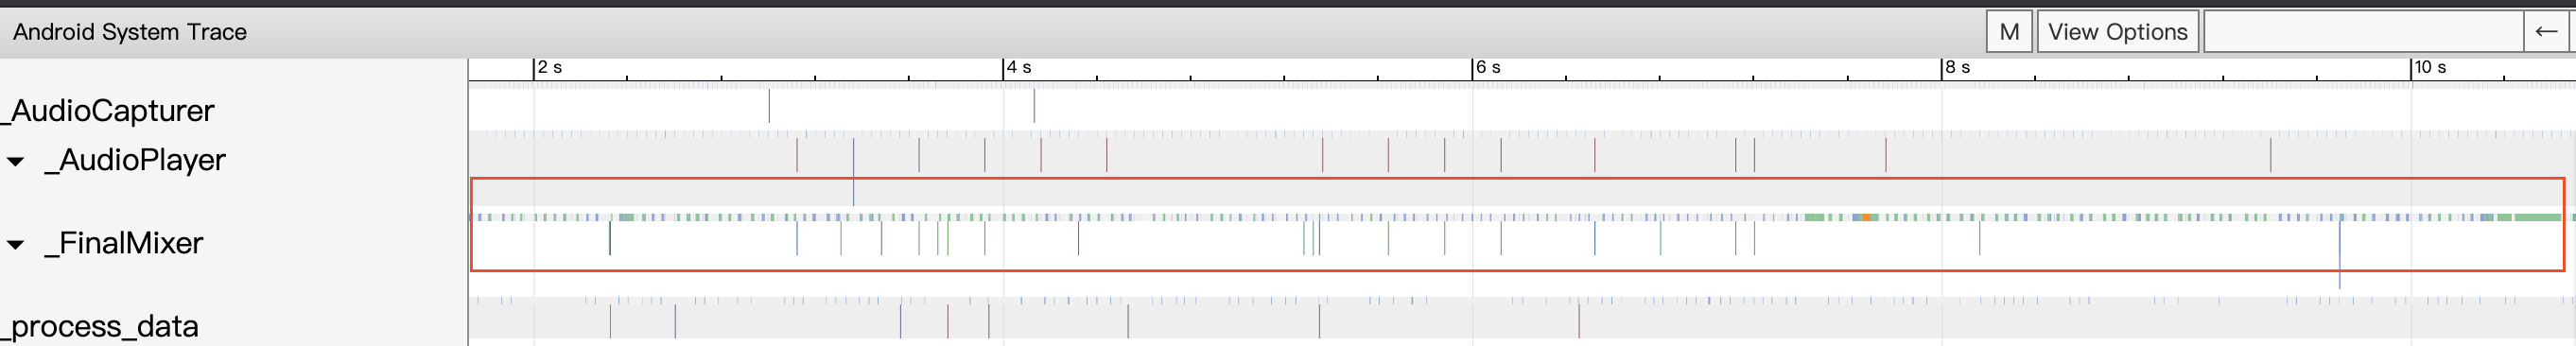 Android System Trace
M
View Options
←
2 s
4 s
6 s
8 s
10 s
_AudioCapturer
_AudioPlayer
_FinalMixer
_process_data